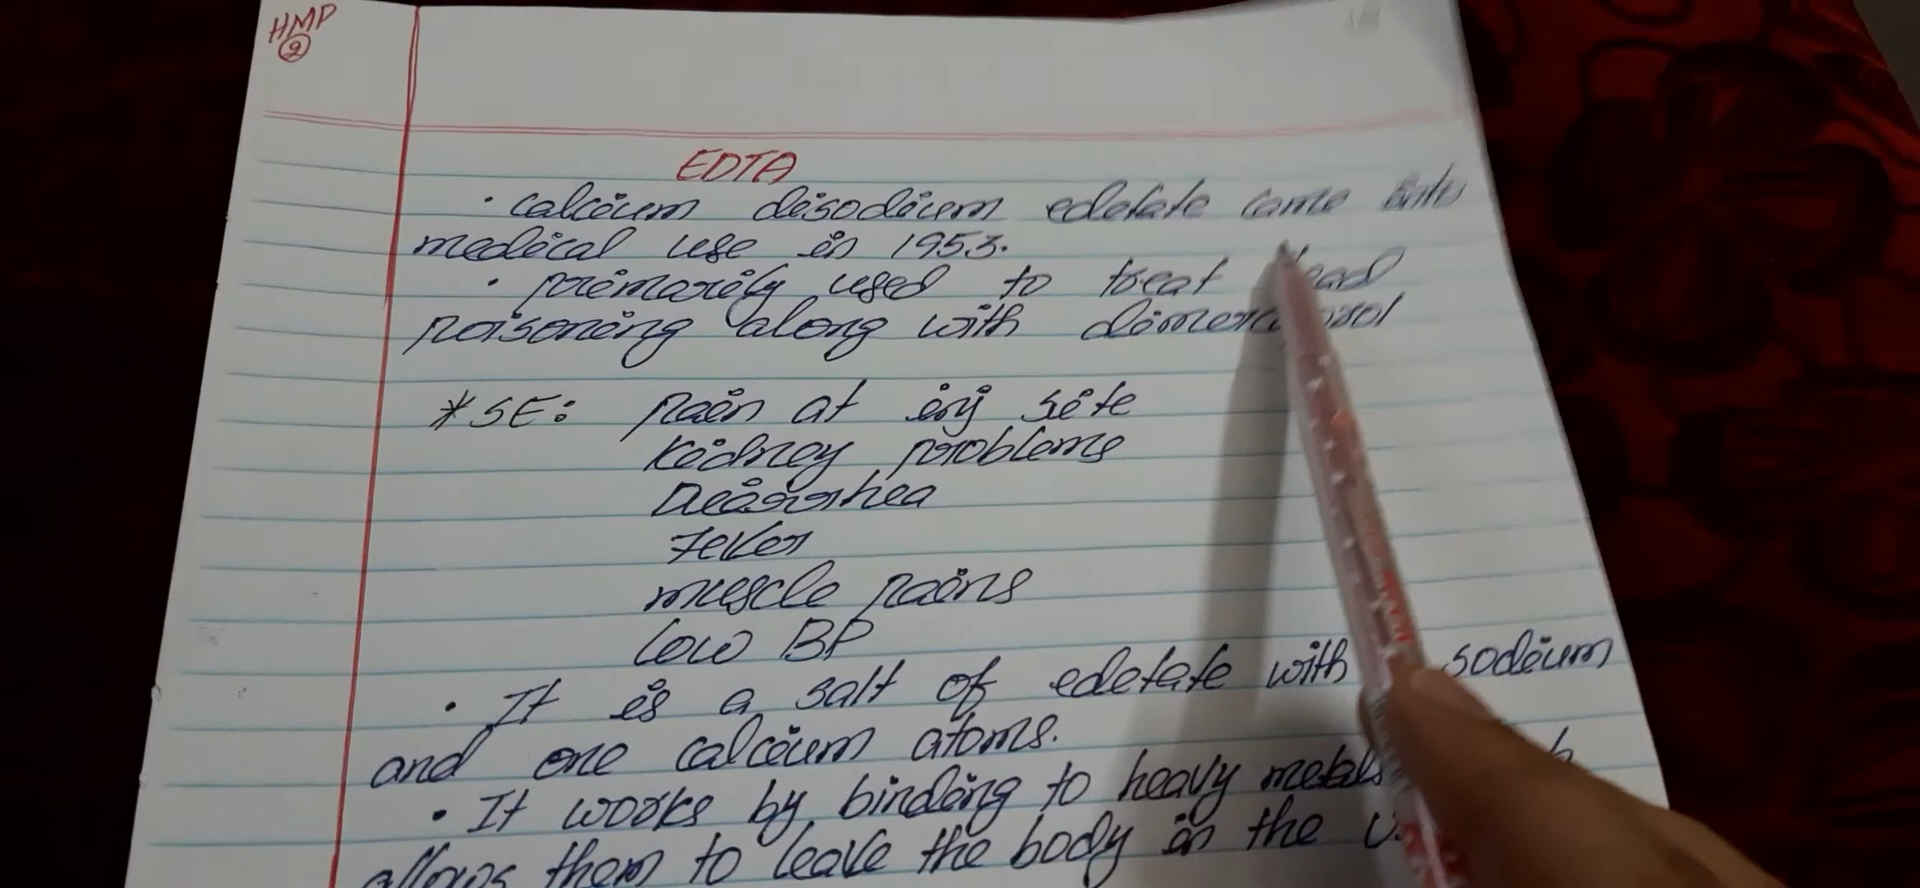 HMP
2
EDTA
· calcium disodium edetate came into
medical use in 1953.
· primarily used to treat lead
poisoning along with
* SE: pain at inj site
Kidney problems
Diarrhea
Fever
muscle pains
Low BP
· It is a salt of edetate with sodium
and one calcium atoms.
· It works by binding to heavy metals
allows them to leave the body in the